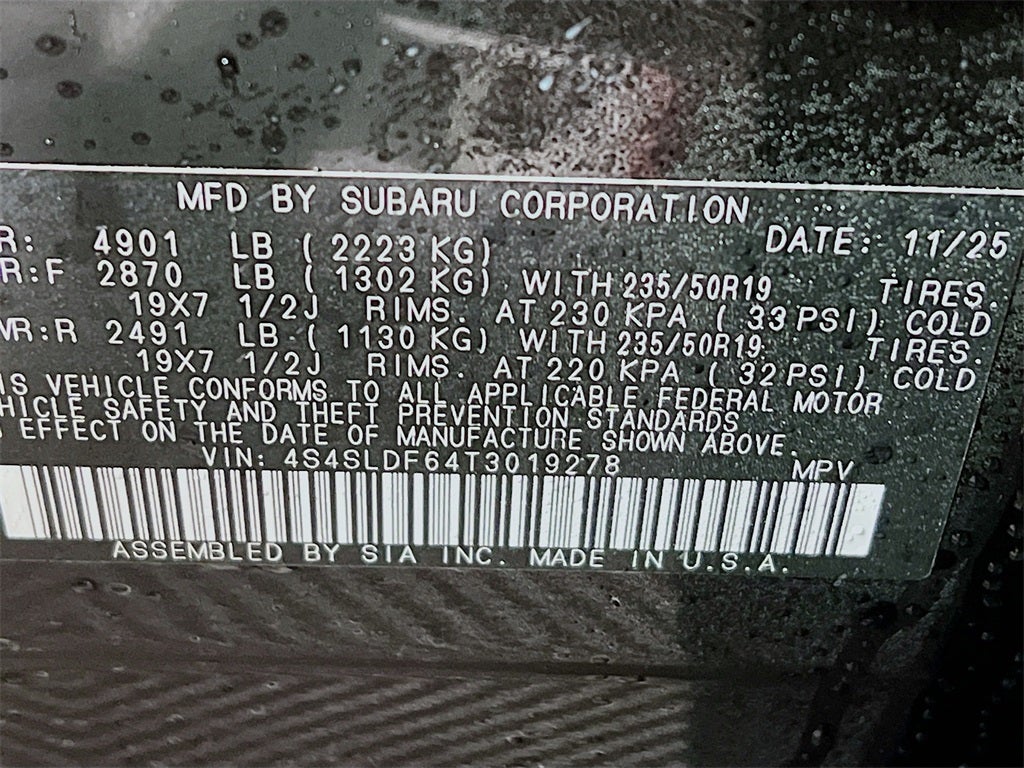 MFD BY SUBARU CORPORATION
R: 4901 LB ( 2223 KG) DATE: 11/25
R:F 2870 LB ( 1302 KG) WITH 235/50R19 TIRES.
19X7 1/2J RIMS. AT 230 KPA ( 33 PSI) COLD
WR:R 2491 LB ( 1130 KG) WITH 235/50R19 TIRES.
19X7 1/2J RIMS. AT 220 KPA ( 32 PSI) COLD
IS VEHICLE CONFORMS TO ALL APPLICABLE FEDERAL MOTOR
HICLE SAFETY AND THEFT PREVENTION STANDARDS
EFFECT ON THE DATE OF MANUFACTURE SHOWN ABOVE.
VIN: 4S4SLDF64T3019278 MPV
ASSEMBLED BY SIA INC. MADE IN U.S.A.